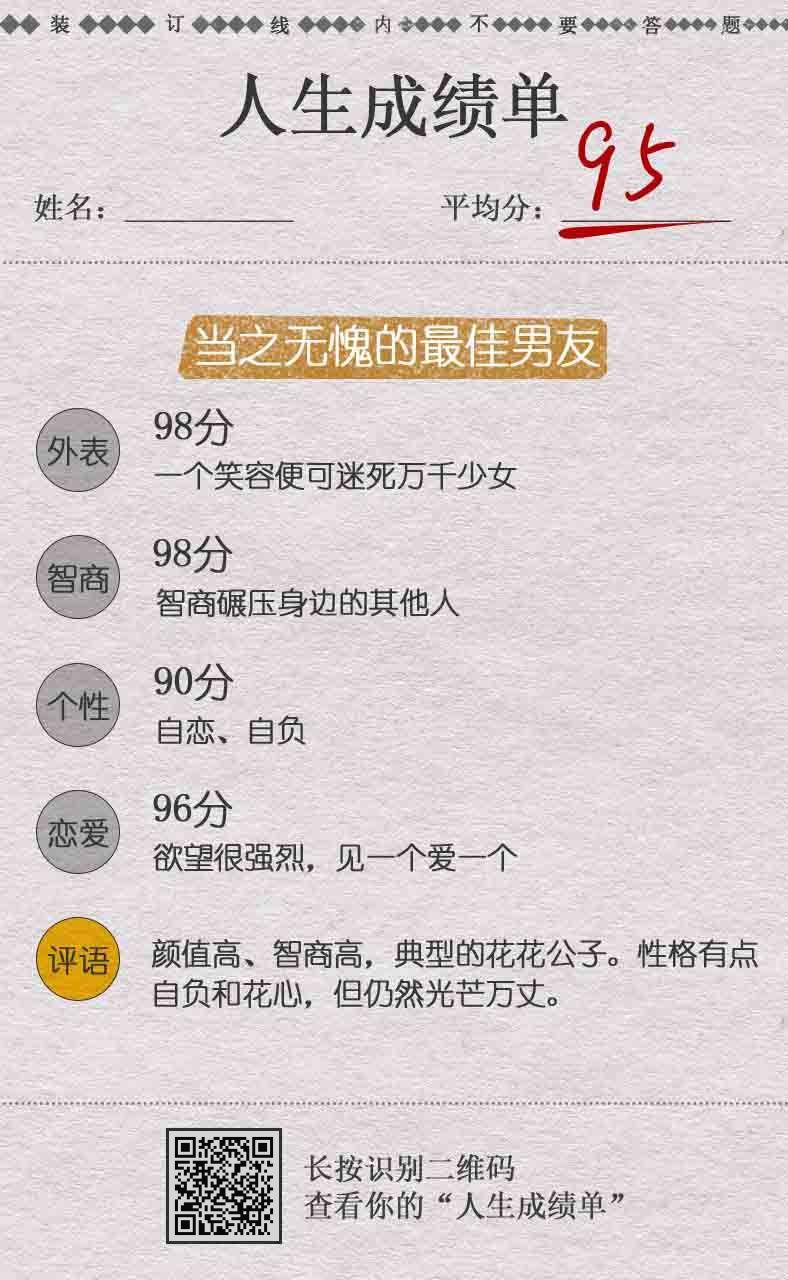 装订线内不要答题
人生成绩单
姓名：
平均分：95
当之无愧的最佳男友
外表
98分
一个笑容便可迷死万千少女
智商
98分
智商碾压身边的其他人
个性
90分
自恋、自负
恋爱
96分
欲望很强烈，见一个爱一个
评语
颜值高、智商高，典型的花花公子。性格有点
自负和花心，但仍然光芒万丈。
长按识别二维码
查看你的“人生成绩单”